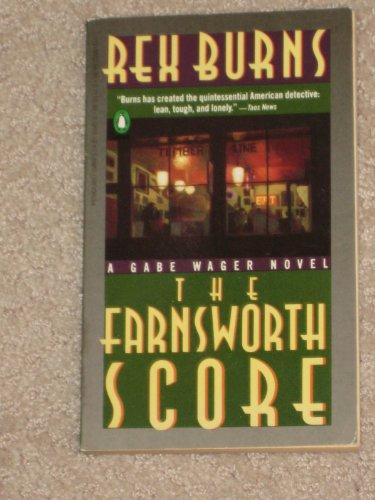 REX BURNS
"Burns has created the quintessential American detective:
lean, tough, and lonely." —Taos News
TIMBER LINE
A GABE WAGER NOVEL
THE
FARNSWORTH
SCORE